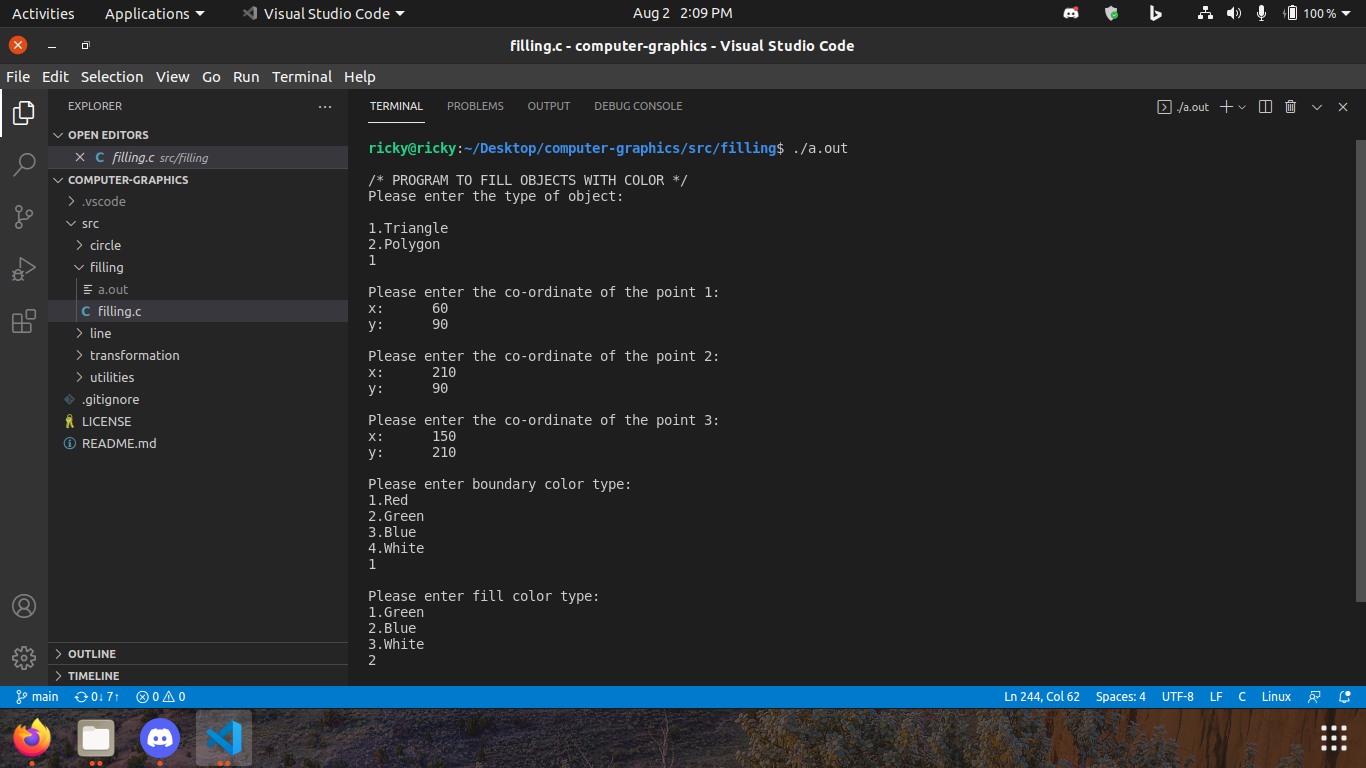 Activities Applications Visual Studio Code Aug 2 2:09 PM 100 %
filling.c - computer-graphics - Visual Studio Code
File Edit Selection View Go Run Terminal Help
EXPLORER
OPEN EDITORS
C filling.c src/filling
COMPUTER-GRAPHICS
.vscode
src
circle
filling
a.out
C filling.c
line
transformation
utilities
.gitignore
LICENSE
README.md
OUTLINE
TIMELINE
TERMINAL PROBLEMS OUTPUT DEBUG CONSOLE ./a.out
ricky@ricky:~/Desktop/computer-graphics/src/filling$ ./a.out
/* PROGRAM TO FILL OBJECTS WITH COLOR */
Please enter the type of object:
1.Triangle
2.Polygon
1
Please enter the co-ordinate of the point 1:
x: 60
y: 90
Please enter the co-ordinate of the point 2:
x: 210
y: 90
Please enter the co-ordinate of the point 3:
x: 150
y: 210
Please enter boundary color type:
1.Red
2.Green
3.Blue
4.White
1
Please enter fill color type:
1.Green
2.Blue
3.White
2
main 0↓ 7↑ 0 0 Ln 244, Col 62 Spaces: 4 UTF-8 LF C Linux